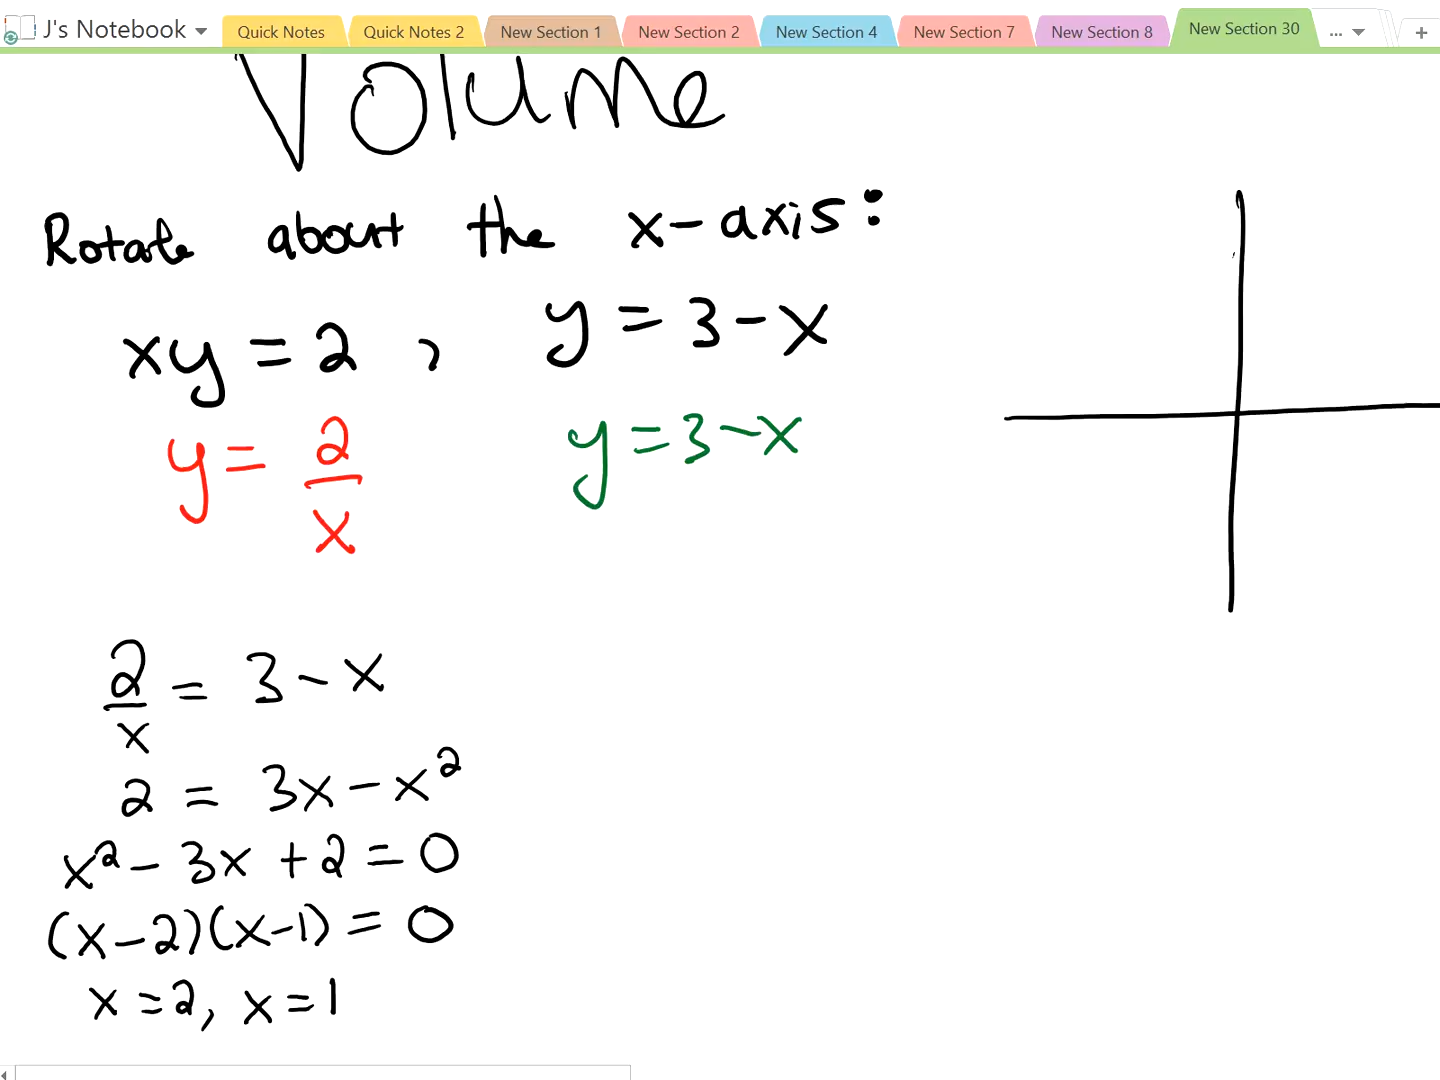 J's Notebook Quick Notes Quick Notes 2 New Section 1 New Section 2 New Section 4 New Section 7 New Section 8 New Section 30 ... +
Volume
Rotate about the x-axis:
xy = 2, y = 3 - x
y = 2/x y = 3 - x
2/x = 3 - x
2 = 3x - x²
x² - 3x + 2 = 0
(x - 2)(x - 1) = 0
x = 2, x = 1